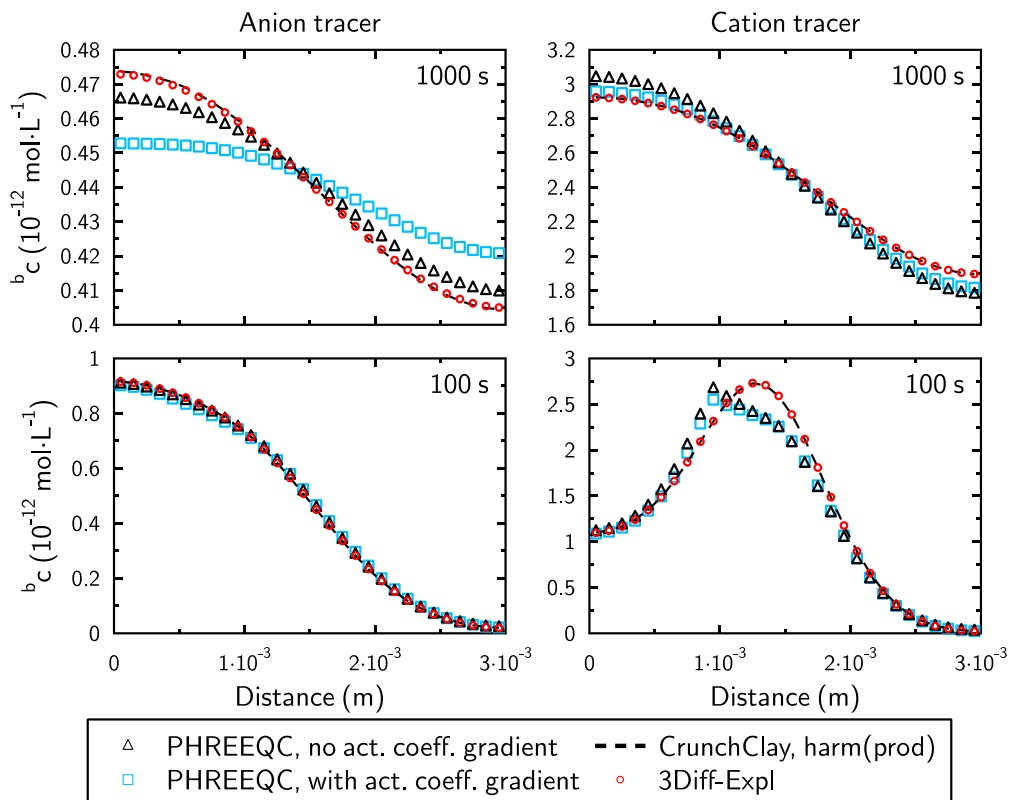 Anion tracer
Cation tracer
0.48
0.47
0.46
0.45
0.44
0.43
0.42
0.41
0.4
1000 s
ᵇc (10⁻¹² mol·L⁻¹)
3.2
3
2.8
2.6
2.4
2.2
2
1.8
1.6
1000 s
1
0.8
0.6
0.4
0.2
0
100 s
ᵇc (10⁻¹² mol·L⁻¹)
0
1·10⁻³
2·10⁻³
3·10⁻³
Distance (m)
3
2.5
2
1.5
1
0.5
0
100 s
0
1·10⁻³
2·10⁻³
3·10⁻³
Distance (m)
PHREEQC, no act. coeff. gradient
CrunchClay, harm(prod)
PHREEQC, with act. coeff. gradient
3Diff-Expl